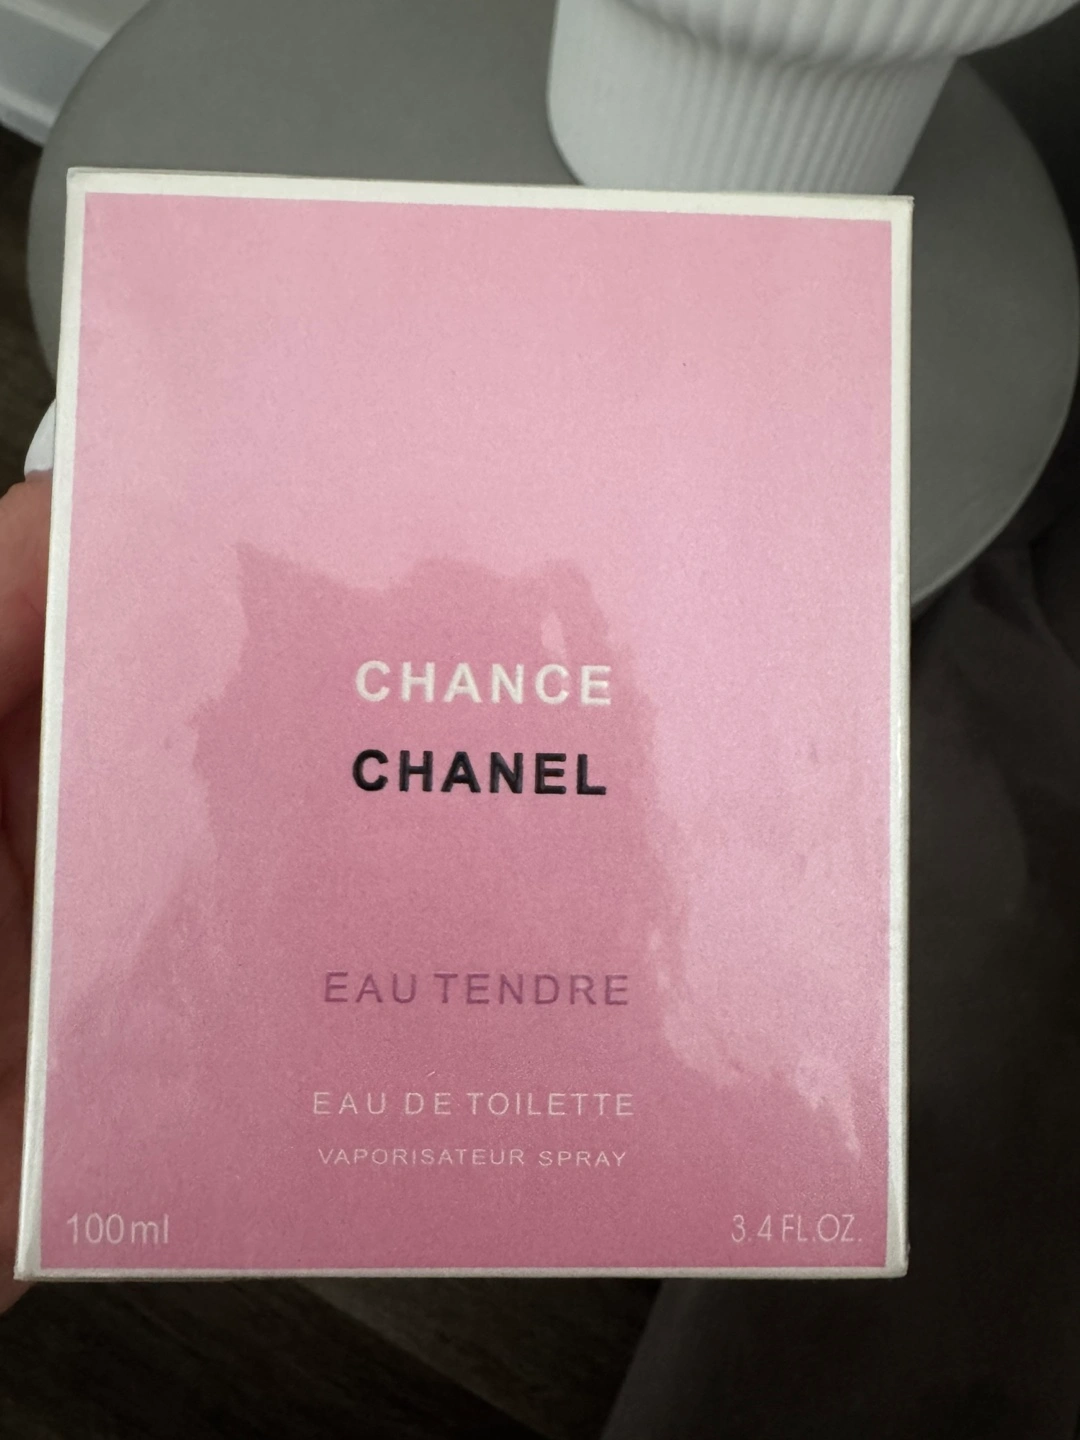 CHANCE
CHANEL
EAU TENDRE
EAU DE TOILETTE
VAPORISATEUR SPRAY
100ml 3.4 FL.OZ.